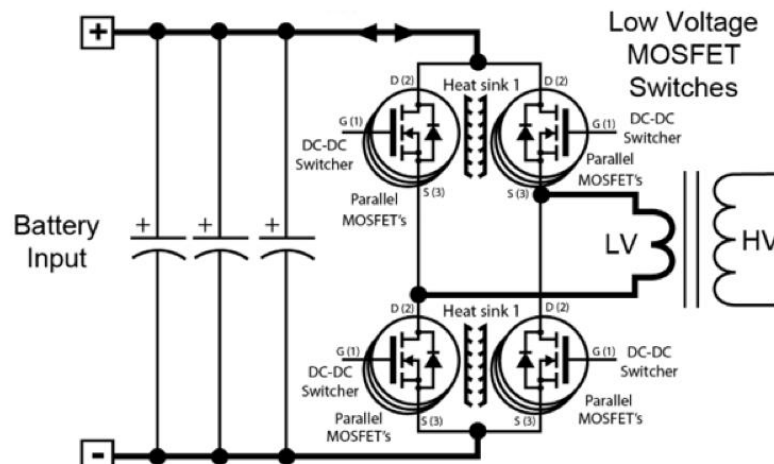 +
Low Voltage
MOSFET
Switches
D (2)
Heat sink 1
D (2)
G (1)
G (1)
DC-DC
Switcher
DC-DC
Switcher
S (3)
S (3)
Parallel
MOSFET's
Parallel
MOSFET's
Battery
Input
+
+
+
LV
HV
D (2)
Heat sink 1
D (2)
G (1)
G (1)
DC-DC
Switcher
DC-DC
Switcher
S (3)
S (3)
Parallel
MOSFET's
Parallel
MOSFET's
-